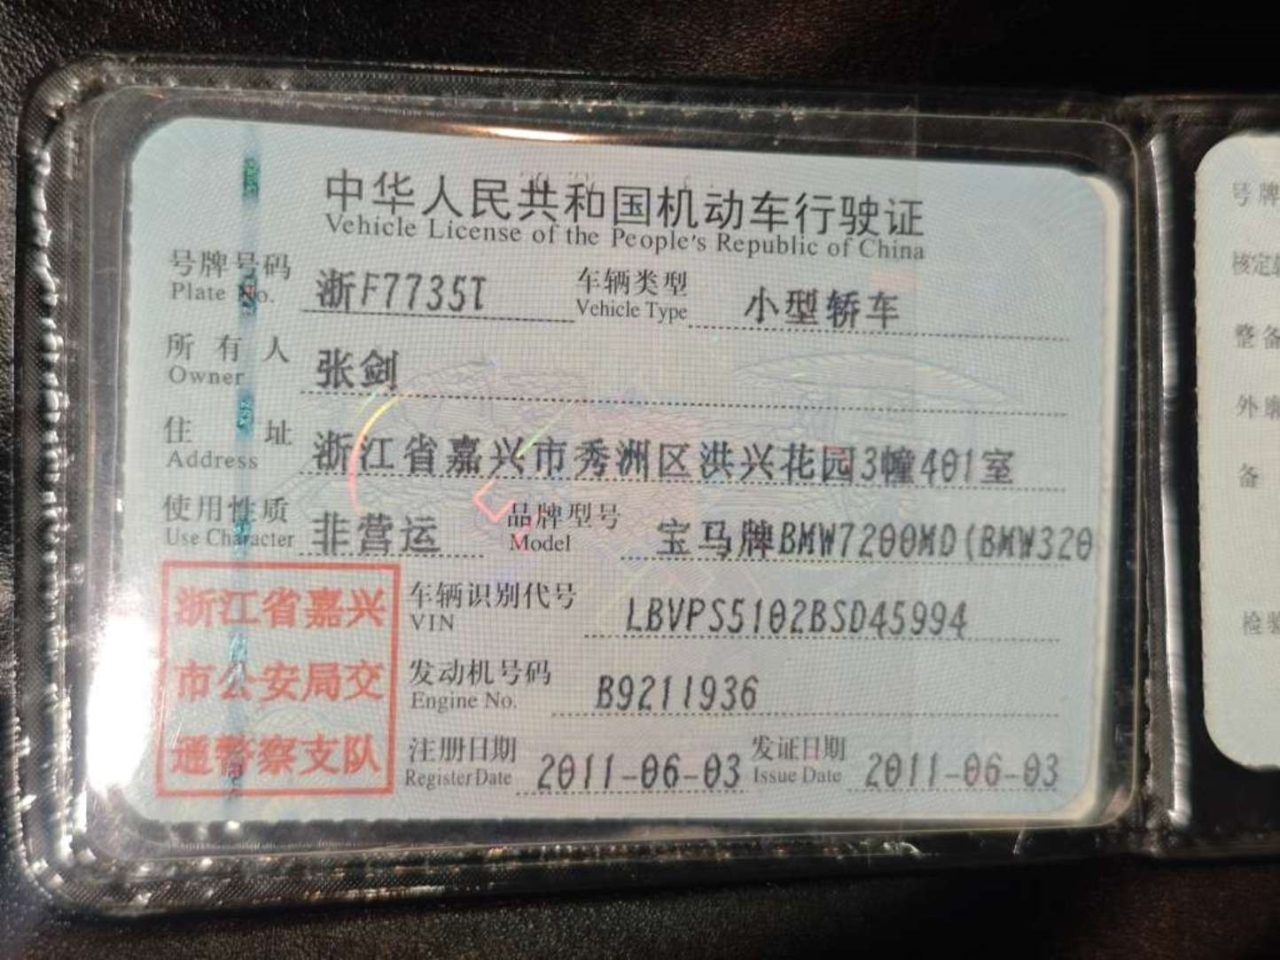 中华人民共和国机动车行驶证
Vehicle License of the People's Republic of China
号牌号码 浙F7735T 车辆类型 小型轿车
Plate No. Vehicle Type
所有人 张剑
Owner
住址 浙江省嘉兴市秀洲区洪兴花园3幢401室
Address
使用性质 非营运 品牌型号 宝马牌BMW7200MD(BMW320
Use Character Model
浙江省嘉兴
市公安局交
通警察支队
车辆识别代号 LBVPS5102BSD45994
VIN
发动机号码 B9211936
Engine No.
注册日期 2011-06-03 发证日期 2011-06-03
Register Date Issue Date
号牌
核定
整备
外廓
备
检验